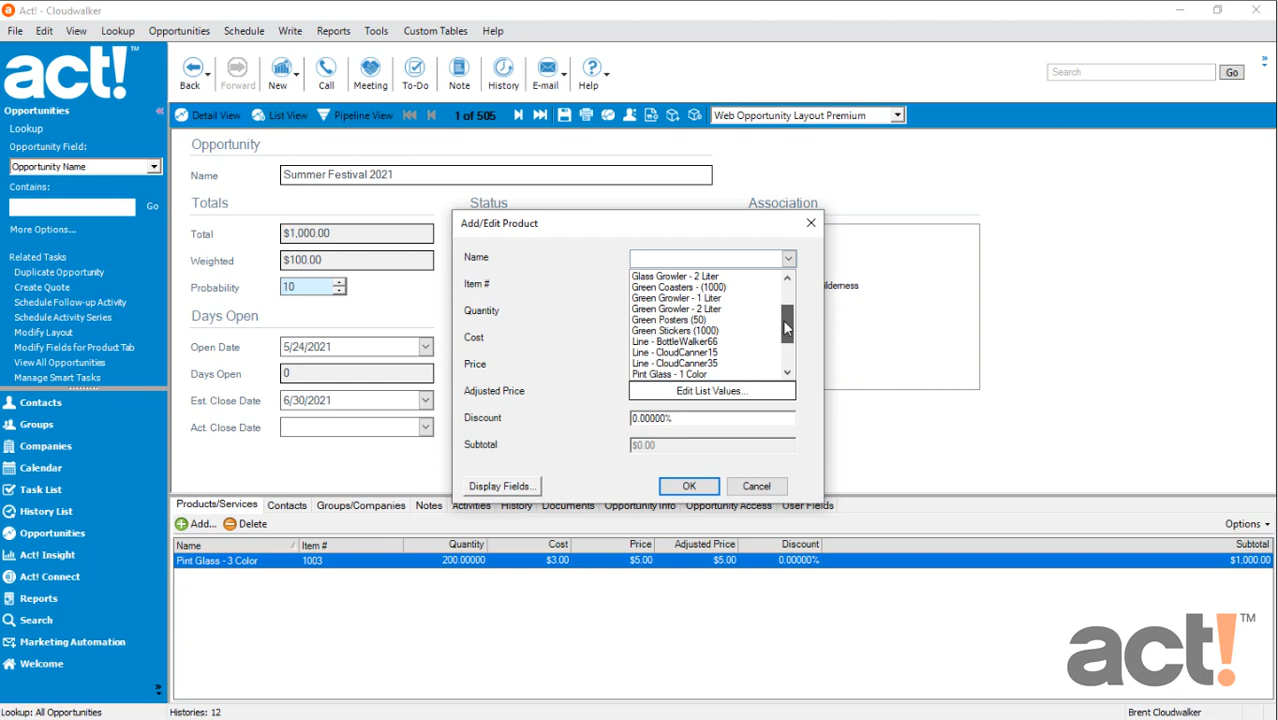 Act! - Cloudwalker
File Edit View Lookup Opportunities Schedule Write Reports Tools Custom Tables Help
act!™
Back Forward New Call Meeting To-Do Note History E-mail Help
Search Go
Opportunities
Detail View List View Pipeline View 1 of 505 Web Opportunity Layout Premium
Lookup
Opportunity Field:
Opportunity Name
Contains:
Go
More Options...
Related Tasks
Duplicate Opportunity
Create Quote
Schedule Follow-up Activity
Schedule Activity Series
Modify Layout
Modify Fields for Product Tab
View All Opportunities
Manage Smart Tasks
Contacts
Groups
Companies
Calendar
Task List
History List
Opportunities
Act! Insight
Act! Connect
Reports
Search
Marketing Automation
Welcome
Opportunity
Name Summer Festival 2021
Totals Status Association
Total $1,000.00
Weighted $100.00
Probability 10
Days Open
Open Date 5/24/2021
Days Open 0
Est. Close Date 6/30/2021
Act. Close Date
ilderness
Add/Edit Product
Name
Item #
Quantity
Cost
Price
Adjusted Price
Glass Growler - 2 Liter
Green Coasters - (1000)
Green Growler - 1 Liter
Green Growler - 2 Liter
Green Posters (50)
Green Stickers (1000)
Line - BottleWalker66
Line - CloudCanner15
Line - CloudCanner35
Pint Glass - 1 Color
Edit List Values...
Discount 0.00000%
Subtotal $0.00
Display Fields... OK Cancel
Products/Services Contacts Groups/Companies Notes Activities History Documents Opportunity Info Opportunity Access User Fields
Add... Delete Options
Name Item # Quantity Cost Price Adjusted Price Discount Subtotal
Pint Glass - 3 Color 1003 200.00000 $3.00 $5.00 $5.00 0.00000% $1,000.00
act!™
Lookup: All Opportunities Histories: 12 Brent Cloudwalker